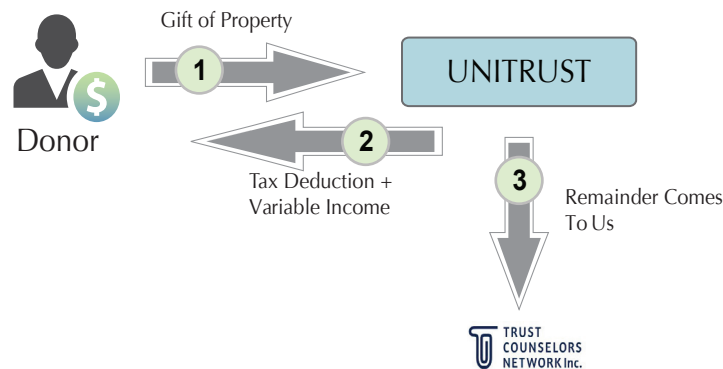 Gift of Property
1
UNITRUST
$
Donor
2
Tax Deduction +
Variable Income
3
Remainder Comes
To Us
TRUST
COUNSELORS
NETWORK Inc.